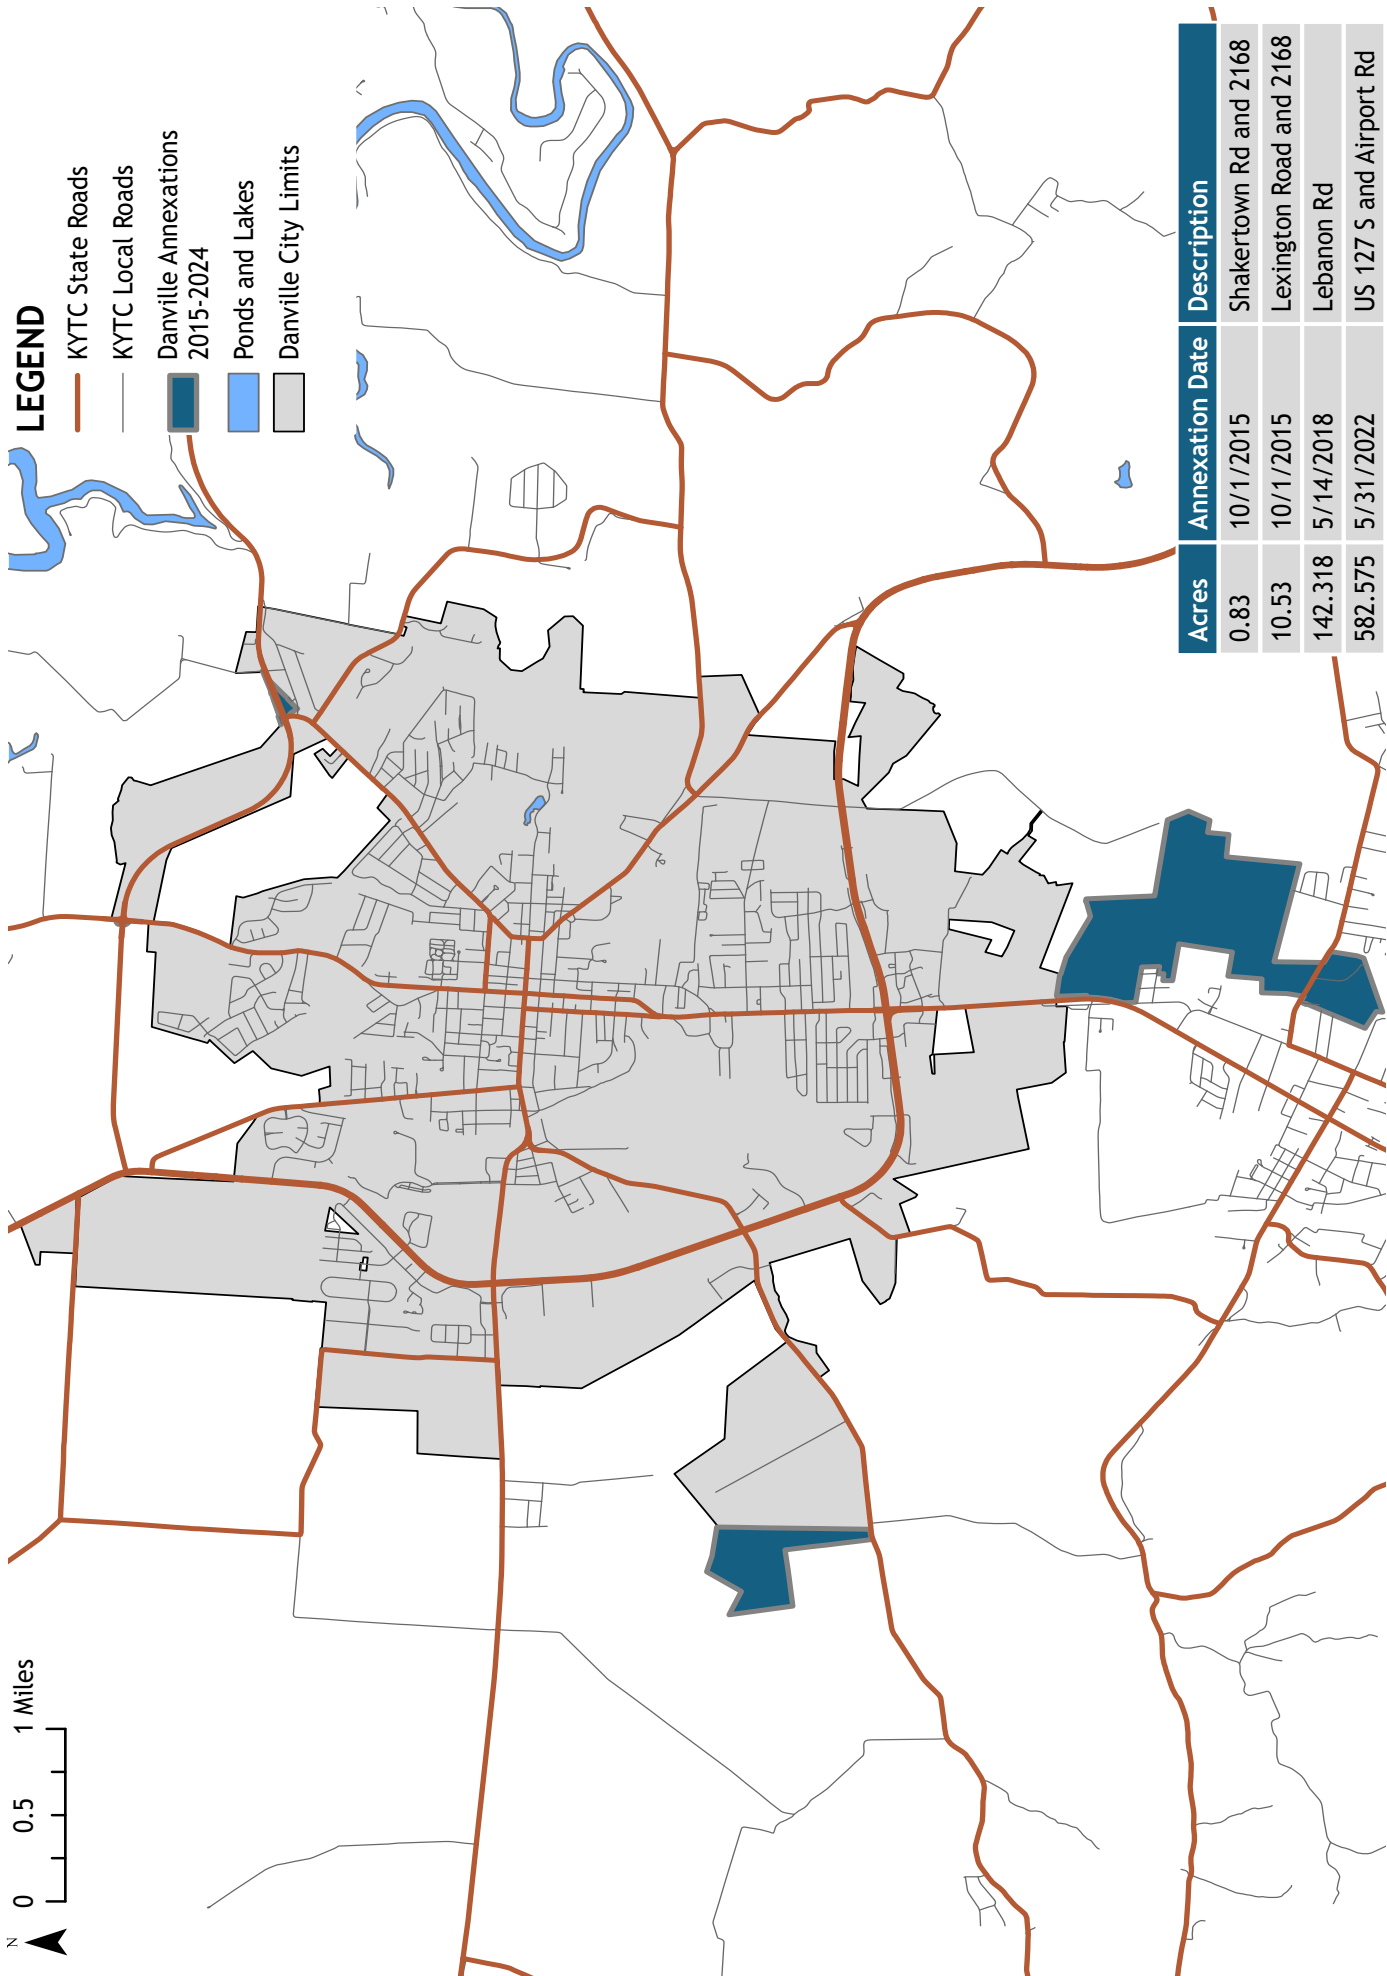 N
0 0.5 1 Miles
LEGEND
KYTC State Roads
KYTC Local Roads
Danville Annexations
2015-2024
Ponds and Lakes
Danville City Limits
Acres Annexation Date Description
0.83 10/1/2015 Shakertown Rd and 2168
10.53 10/1/2015 Lexington Road and 2168
142.318 5/14/2018 Lebanon Rd
582.575 5/31/2022 US 127 S and Airport Rd